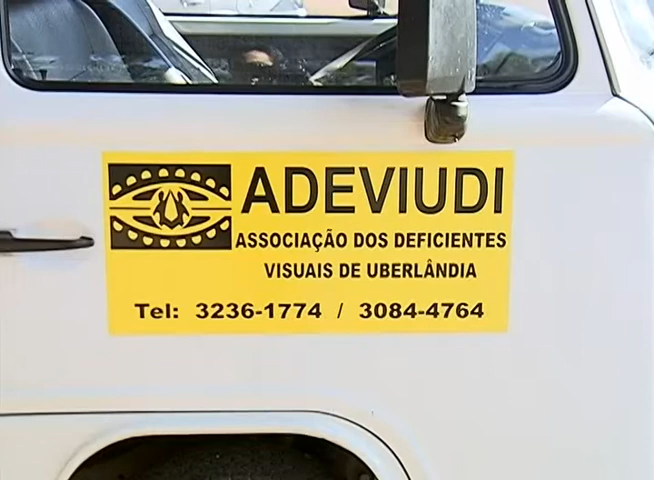 ADEVIUDI
ASSOCIAÇÃO DOS DEFICIENTES
VISUAIS DE UBERLÂNDIA
Tel: 3236-1774 / 3084-4764